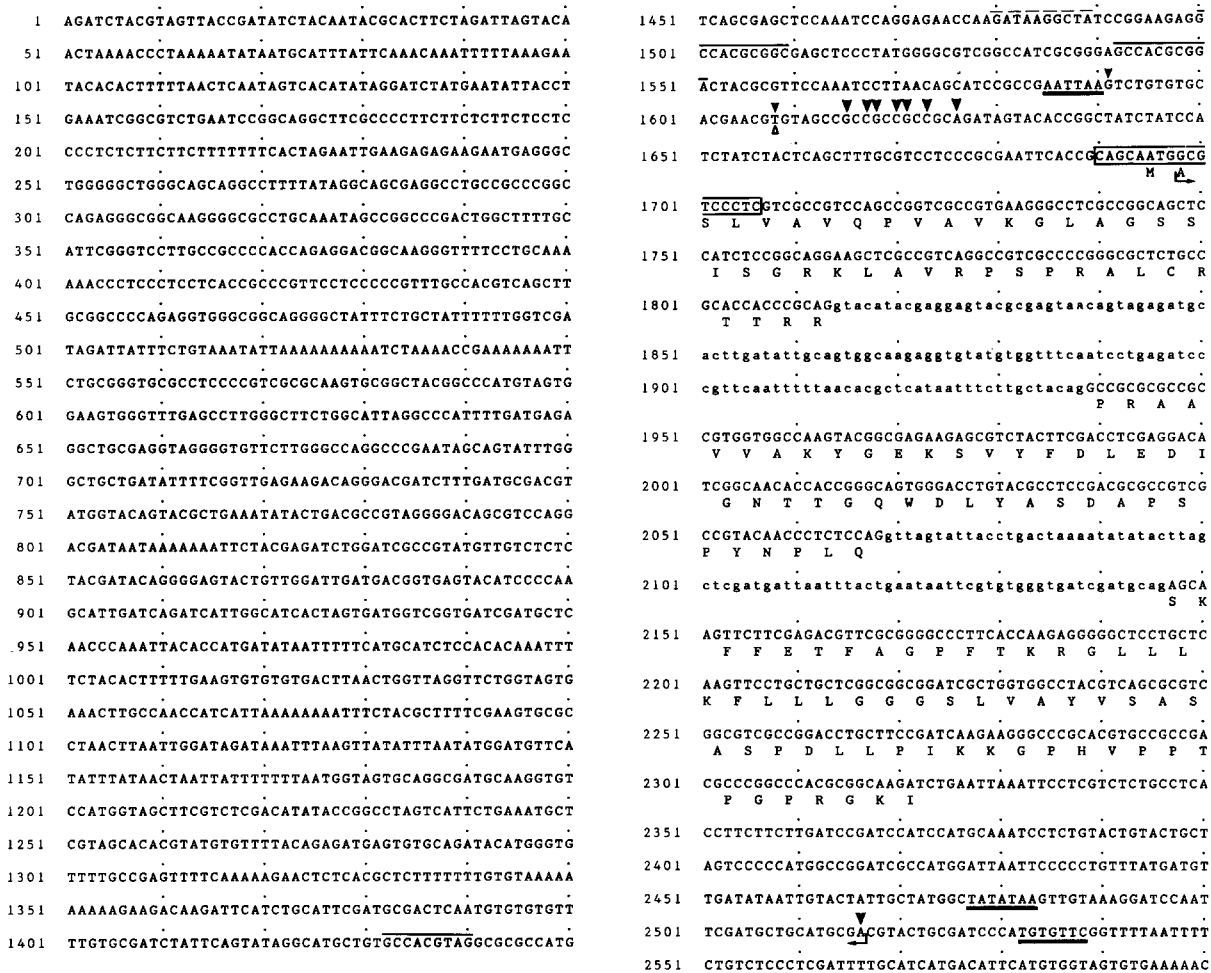 1 AGATCTACGTAGTTACCGATATCTACAATACGCACTTCTAGATTAGTACA
51 ACTAAAACCCTAAAAATATAATGCATTTATTCAAACAAATTTTTAAAGAA
101 TACACACTTTTTAACTCAATAGTCACATATAGGATCTATGAATATTACCT
151 GAAATCGGCGTCTGAATCCGGCAGGCTTCGCCCCTTCTTCTCTTCTCCTC
201 CCCTCTCTTCTTCTTTTTTTCACTAGAATTGAAGAGAGAAGAATGAGGGC
251 TGGGGGCTGGGCAGCAGGCCTTTTATAGGCAGCGAGGCCTGCCGCCCGGC
301 CAGAGGGCGGCAAGGGGCGCCTGCAAATAGCCGGCCCGACTGGCTTTTGC
351 ATTCGGGTCCTTGCCGCCCCACCAGAGGACGGCAAGGGTTTTCCTGCAAA
401 AAACCCTCCCTCCTCACCGCCCGTTCCTCCCCCGTTTGCCACGTCAGCTT
451 GCGGCCCCAGAGGTGGGCGGCAGGGGCTATTTCTGCTATTTTTTGGTCGA
501 TAGATTATTTCTGTAAATATTAAAAAAAAAATCTAAAACCGAAAAAAATT
551 CTGCGGGTGCGCCTCCCCGTCGCGCAAGTGCGGCTACGGCCCATGTAGTG
601 GAAGTGGGTTTGAGCCTTGGGCTTCTGGCATTAGGCCCATTTTGATGAGA
651 GGCTGCGAGGTAGGGGTGTTCTTGGGCCAGGCCCGAATAGCAGTATTTGG
701 GCTGCTGATATTTTCGGTTGAGAAGACAGGGACGATCTTTGATGCGACGT
751 ATGGTACAGTACGCTGAAATATACTGACGCCGTAGGGGACAGCGTCCAGG
801 ACGATAATAAAAAAATTCTACGAGATCTGGATCGCCGTATGTTGTCTCTC
851 TACGATACAGGGGAGTACTGTTGGATTGATGACGGTGAGTACATCCCCAA
901 GCATTGATCAGATCATTGGCATCACTAGTGATGGTCGGTGATCGATGCTC
951 AACCCAAATTACACCATGATATAATTTTTCATGCATCTCCACACAAATTT
1001 TCTACACTTTTTGAAGTGTGTGTGACTTAACTGGTTAGGTTCTGGTAGTG
1051 AAACTTGCCAACCATCATTAAAAAAAATTTCTACGCTTTTCGAAGTGCGC
1101 CTAACTTAATTGGATAGATAAATTTAAGTTATATTTAATATGGATGTTCA
1151 TATTTATAACTAATTATTTTTTTAATGGTAGTGCAGGCGATGCAAGGTGT
1201 CCATGGTAGCTTCGTCTCGACATATACCGGCCTAGTCATTCTGAAATGCT
1251 CGTAGCACACGTATGTGTTTTACAGAGATGAGTGTGCAGATACATGGGTG
1301 TTTTGCCGAGTTTTCAAAAAGAACTCTCACGCTCTTTTTTTGTGTAAAAA
1351 AAAAAGAAGACAAGATTCATCTGCATTCGATGCGACTCAATGTGTGTGTT
1401 TTGTGCGATCTATTCAGTATAGGCATGCTGTGCCACGTAGGCGCGCCATG
1451 TCAGCGAGCTCCAAATCCAGGAGAACCAAGATAAGGCTATCCGGAAGAGG
1501 CCACGCGGCGAGCTCCCTATGGGGCGTCGGCCATCGCGGGAGCCACGCGG
1551 ACTACGCGTTCCAAATCCTTAACAGCATCCGCCGAATTAAGTCTGTGTGC
1601 ACGAACGTGTAGCCGCCGCCGCCGCAGATAGTACACCGGCTATCTATCCA
1651 TCTATCTACTCAGCTTTGCGTCCTCCCGCGAATTCACCGCAGCAATGGCG
M A
1701 TCCCTCGTCGCCGTCCAGCCGGTCGCCGTGAAGGGCCTCGCCGGCAGCTC
S L V A V Q P V A V K G L A G S S
1751 CATCTCCGGCAGGAAGCTCGCCGTCAGGCCGTCGCCCCGGGCGCTCTGCC
I S G R K L A V R P S P R A L C R
1801 GCACCACCCGCAGgtacatacgaggagtacgcgagtaacagtagagatgc
T T R R
1851 acttgatattgcagtggcaagaggtgtatgtggtttcaatcctgagatcc
1901 cgttcaatttttaacacgctcataatttcttgctacagGCCGCGCGCCGC
P R A A
1951 CGTGGTGGCCAAGTACGGCGAGAAGAGCGTCTACTTCGACCTCGAGGACA
V V A K Y G E K S V Y F D L E D I
2001 TCGGCAACACCACCGGGCAGTGGGACCTGTACGCCTCCGACGCGCCGTCG
G N T T G Q W D L Y A S D A P S
2051 CCGTACAACCCTCTCCAGgttagtattacctgactaaaatatatatacttag
P Y N P L Q
2101 ctcgatgattaatttactgaataattcgtgtgggtgatcgatgcagAGCA
S K
2151 AGTTCTTCGAGACGTTCGCGGGGCCCTTCACCAAGAGGGGGCTCCTGCTC
F F E T F A G P F T K R G L L L
2201 AAGTTCCTGCTGCTCGGCGGCGGATCGCTGGTGGCCTACGTCAGCGCGTC
K F L L L G G G S L V A Y V S A S
2251 GGCGTCGCCGGACCTGCTTCCGATCAAGAAGGGCCCGCACGTGCCGCCGA
A S P D L L P I K K G P H V P P T
2301 CGCCCGGCCCACGCGGCAAGATCTGAATTAAATTCCTCGTCTCTGCCTCA
P G P R G K I
2351 CCTTCTTCTTGATCCGATCCATCCATGCAAATCCTCTGTACTGTACTGCT
2401 AGTCCCCCATGGCCGGATCGCCATGGATTAATTCCCCCTGTTTATGATGT
2451 TGATATAATTGTACTATTGCTATGGCTATATAAGTTGTAAAGGATCCAAT
2501 TCGATGCTGCATGCGACGTACTGCGATCCCATGTGTTCGGTTTTAATTTT
2551 CTGTCTCCCTCGATTTTGCATCATGACATTCATGTGGTAGTGTGAAAAAC